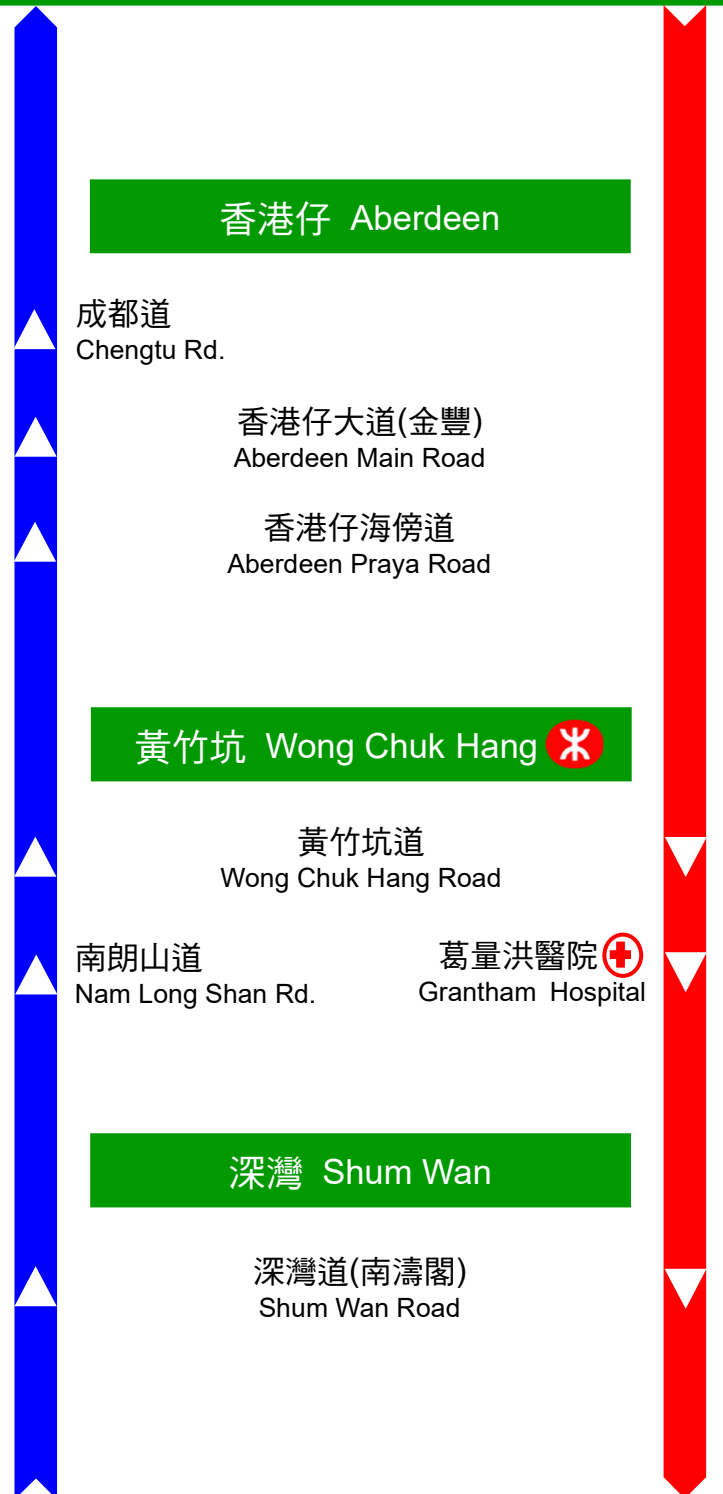 香港仔 Aberdeen
成都道
Chengtu Rd.
香港仔大道(金豐)
Aberdeen Main Road
香港仔海傍道
Aberdeen Praya Road
黃竹坑 Wong Chuk Hang
黃竹坑道
Wong Chuk Hang Road
南朗山道
Nam Long Shan Rd.
葛量洪醫院
Grantham Hospital
深灣 Shum Wan
深灣道(南濤閣)
Shum Wan Road